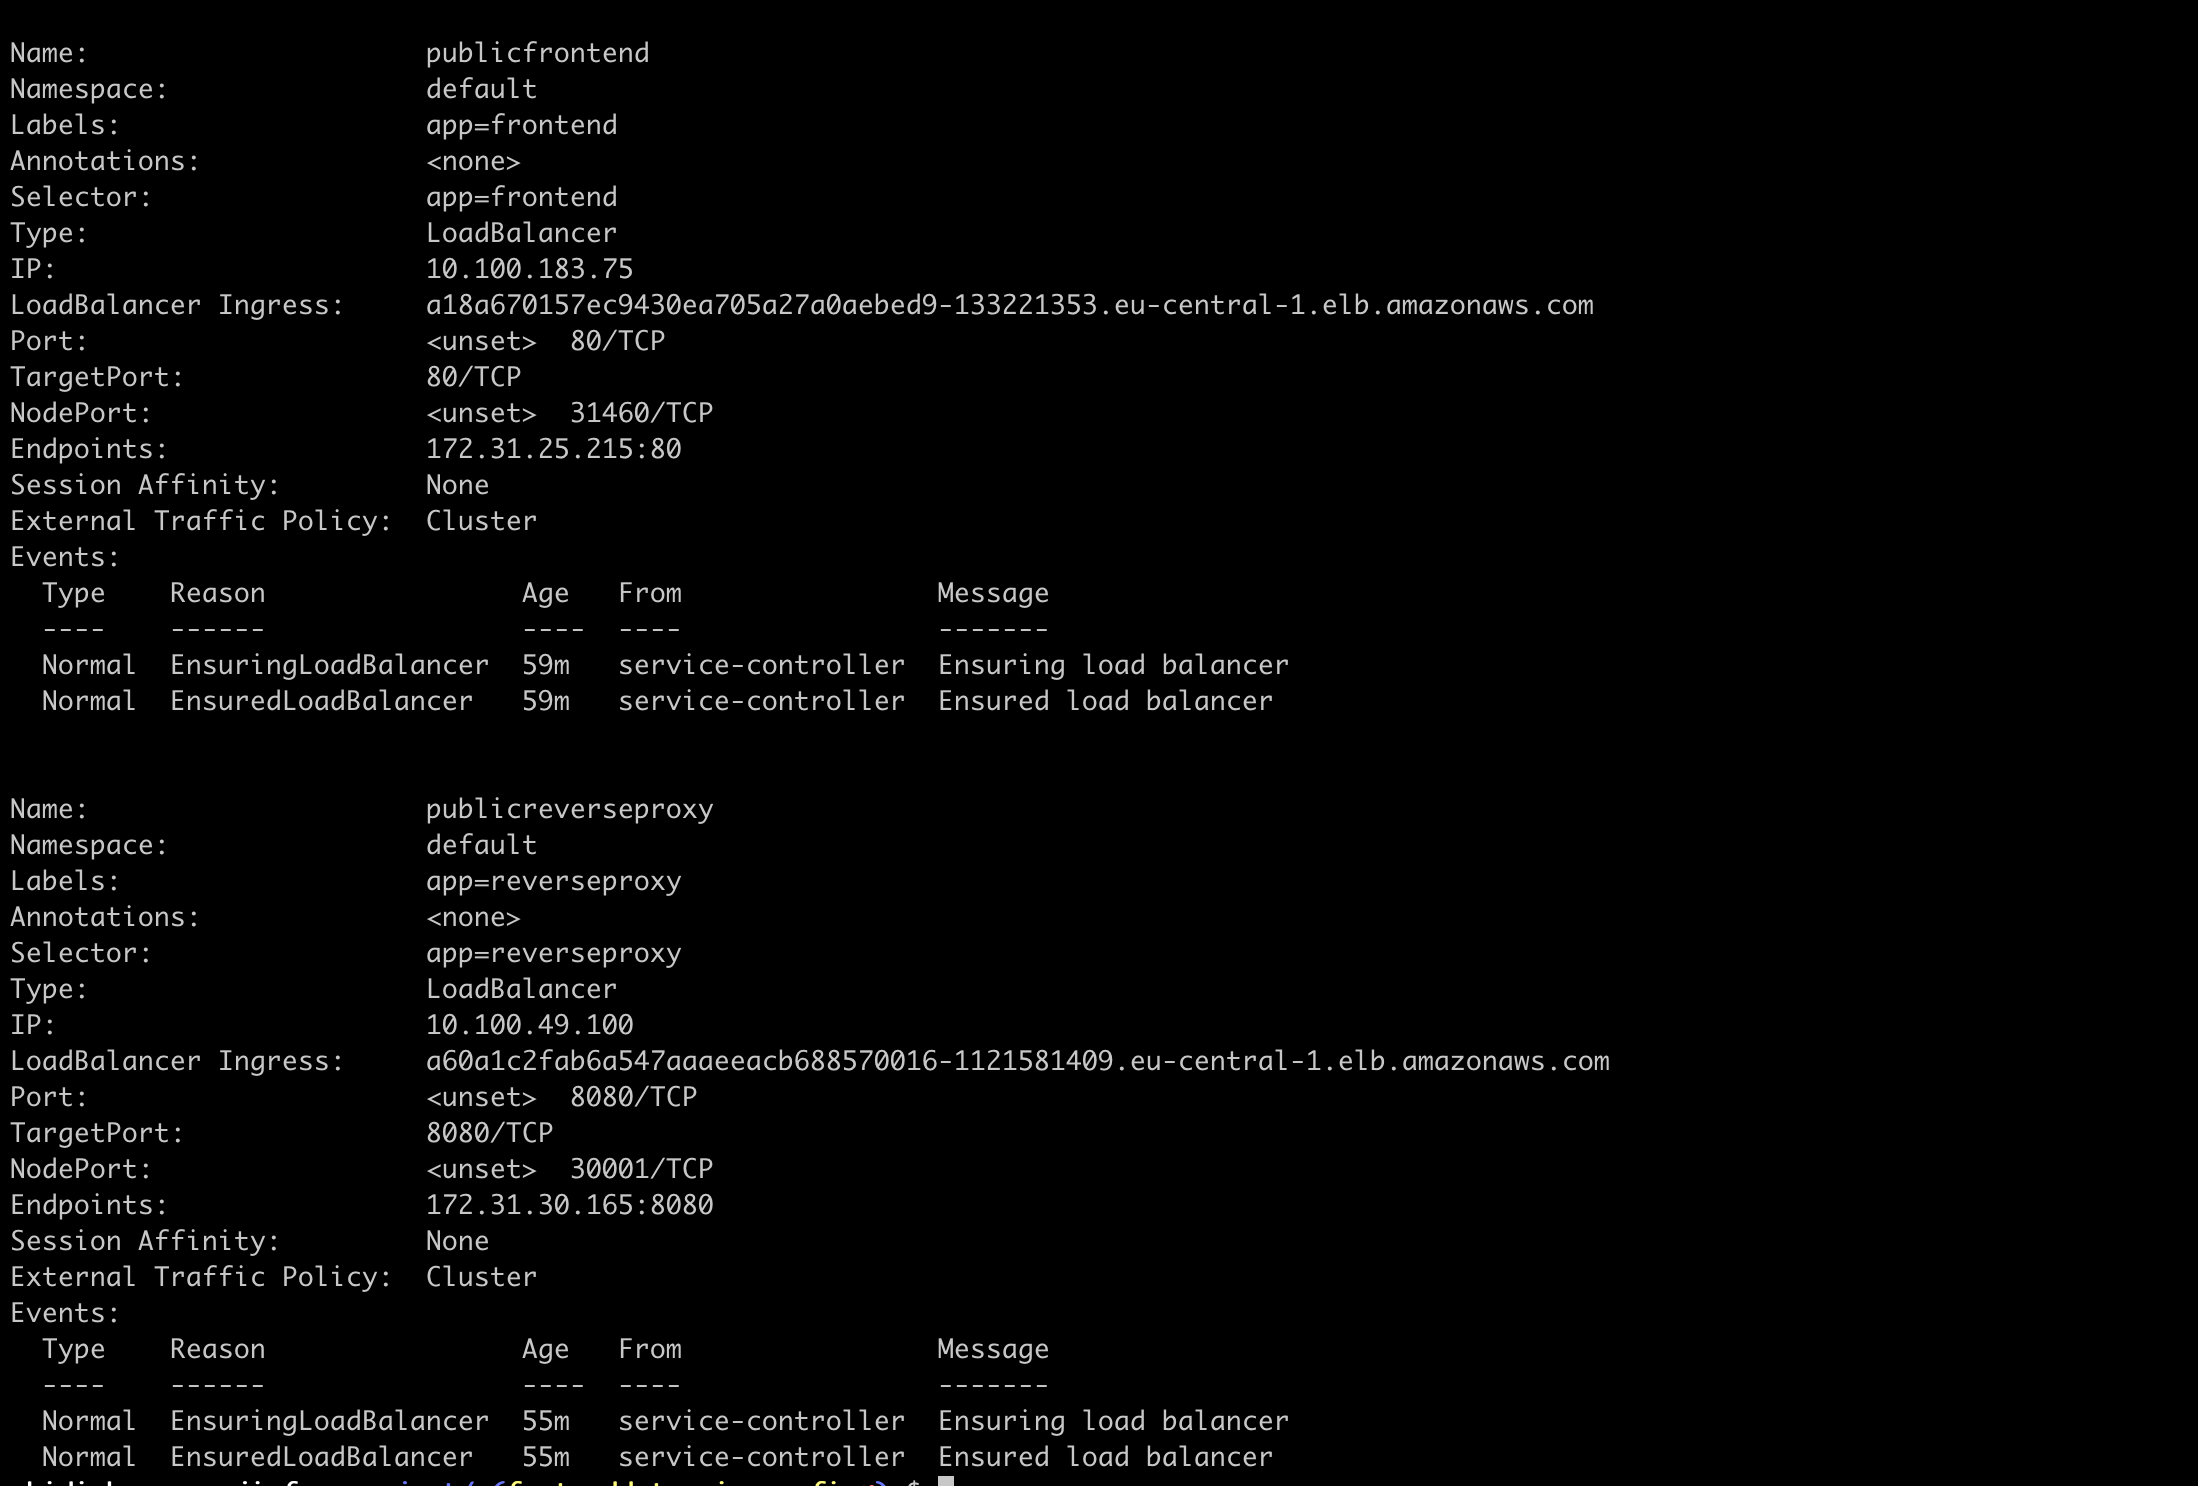 Name: publicfrontend
Namespace: default
Labels: app=frontend
Annotations: <none>
Selector: app=frontend
Type: LoadBalancer
IP: 10.100.183.75
LoadBalancer Ingress: a18a670157ec9430ea705a27a0aebed9-133221353.eu-central-1.elb.amazonaws.com
Port: <unset> 80/TCP
TargetPort: 80/TCP
NodePort: <unset> 31460/TCP
Endpoints: 172.31.25.215:80
Session Affinity: None
External Traffic Policy: Cluster
Events:
Type Reason Age From Message
---- ------ ---- ---- -------
Normal EnsuringLoadBalancer 59m service-controller Ensuring load balancer
Normal EnsuredLoadBalancer 59m service-controller Ensured load balancer
Name: publicreverseproxy
Namespace: default
Labels: app=reverseproxy
Annotations: <none>
Selector: app=reverseproxy
Type: LoadBalancer
IP: 10.100.49.100
LoadBalancer Ingress: a60a1c2fab6a547aaaeeacb688570016-1121581409.eu-central-1.elb.amazonaws.com
Port: <unset> 8080/TCP
TargetPort: 8080/TCP
NodePort: <unset> 30001/TCP
Endpoints: 172.31.30.165:8080
Session Affinity: None
External Traffic Policy: Cluster
Events:
Type Reason Age From Message
---- ------ ---- ---- -------
Normal EnsuringLoadBalancer 55m service-controller Ensuring load balancer
Normal EnsuredLoadBalancer 55m service-controller Ensured load balancer